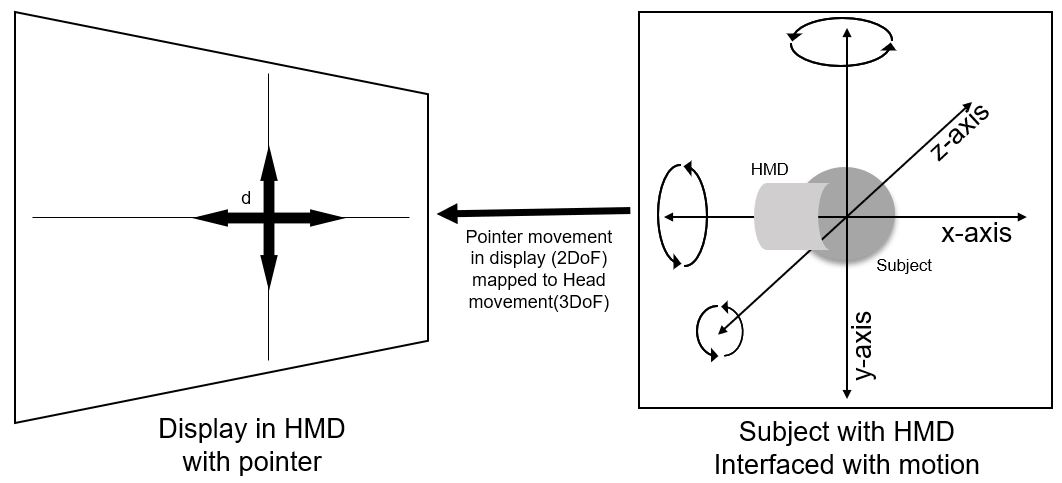 d
Display in HMD
with pointer
Pointer movement
in display (2DoF)
mapped to Head
movement(3DoF)
HMD
z-axis
x-axis
Subject
y-axis
Subject with HMD
Interfaced with motion